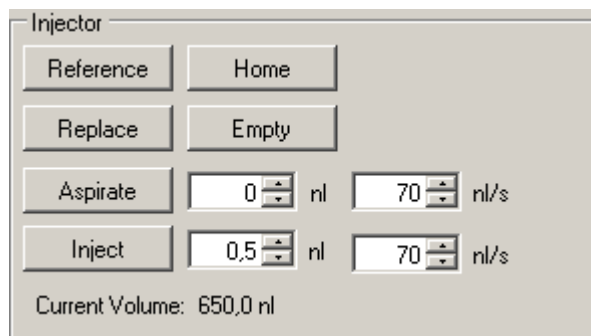 Injector
Reference Home
Replace Empty
Aspirate 0 nl 70 nl/s
Inject 0,5 nl 70 nl/s
Current Volume: 650,0 nl